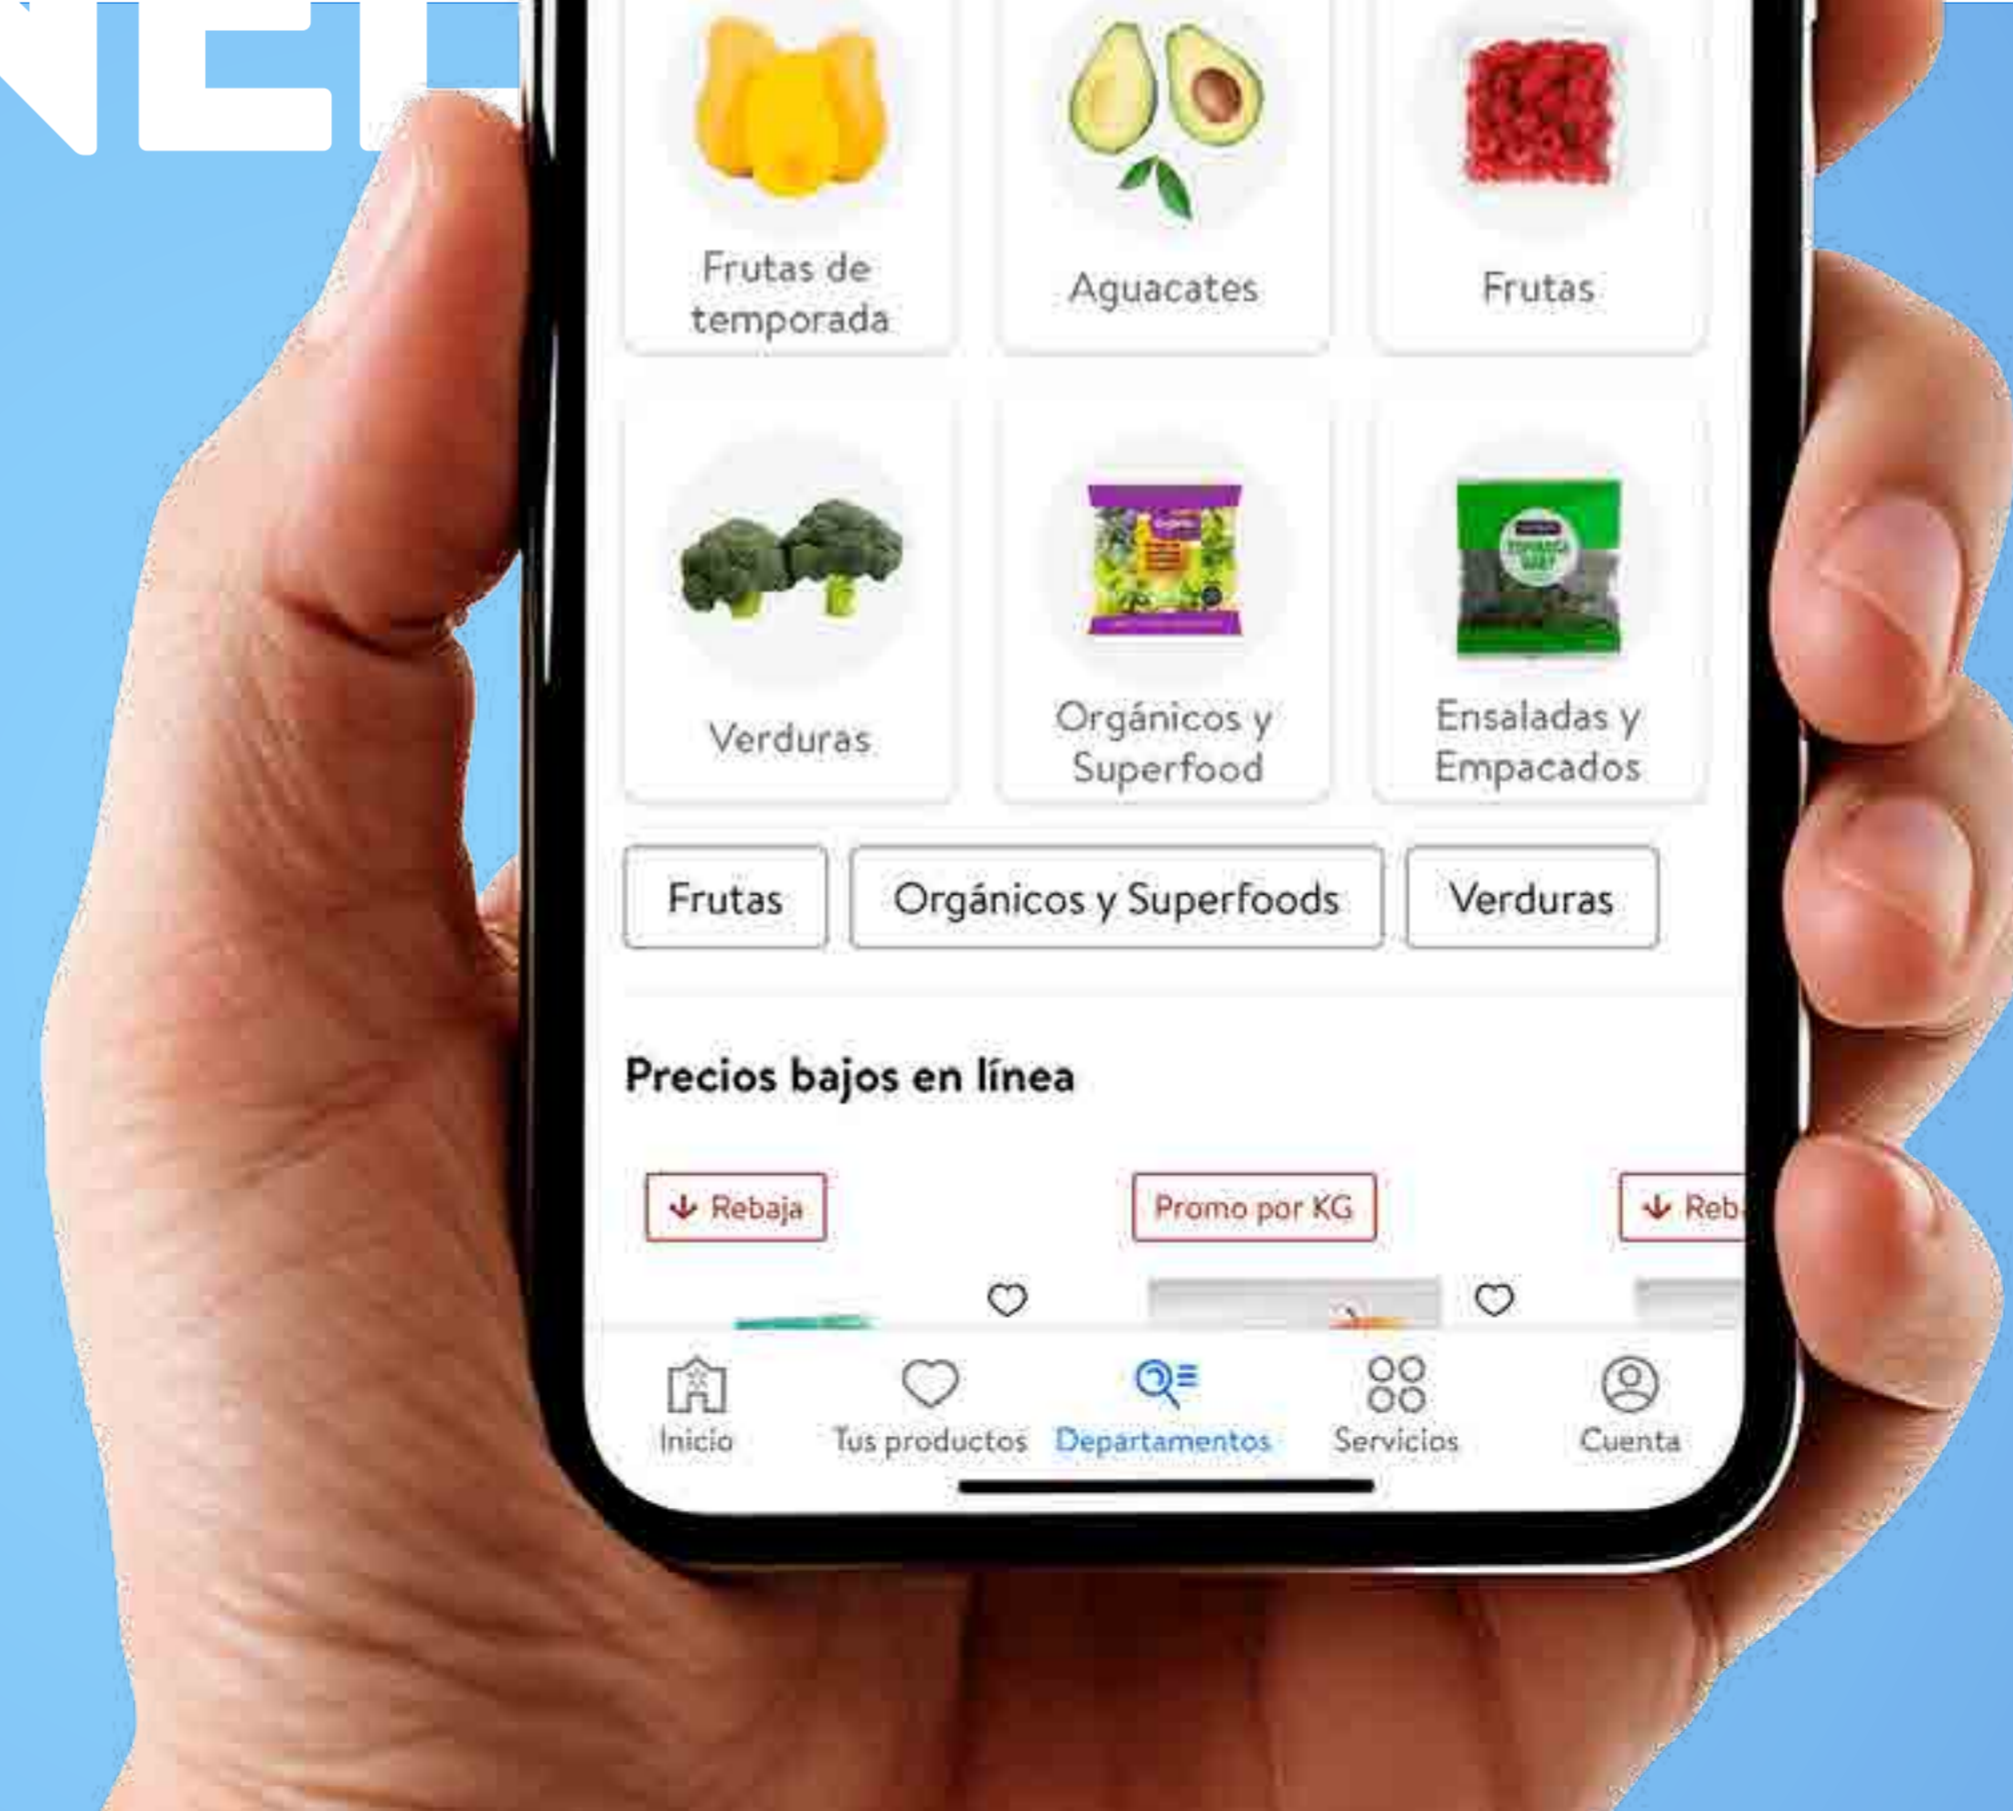 Frutas de
temporada
Aguacates
Frutas
Verduras
Orgánicos y
Superfood
Ensaladas y
Empacados
Frutas
Orgánicos y Superfoods
Verduras
Precios bajos en línea
Rebaja
Promo por KG
Inicio
Tus productos
Departamentos
Servicios
Cuenta